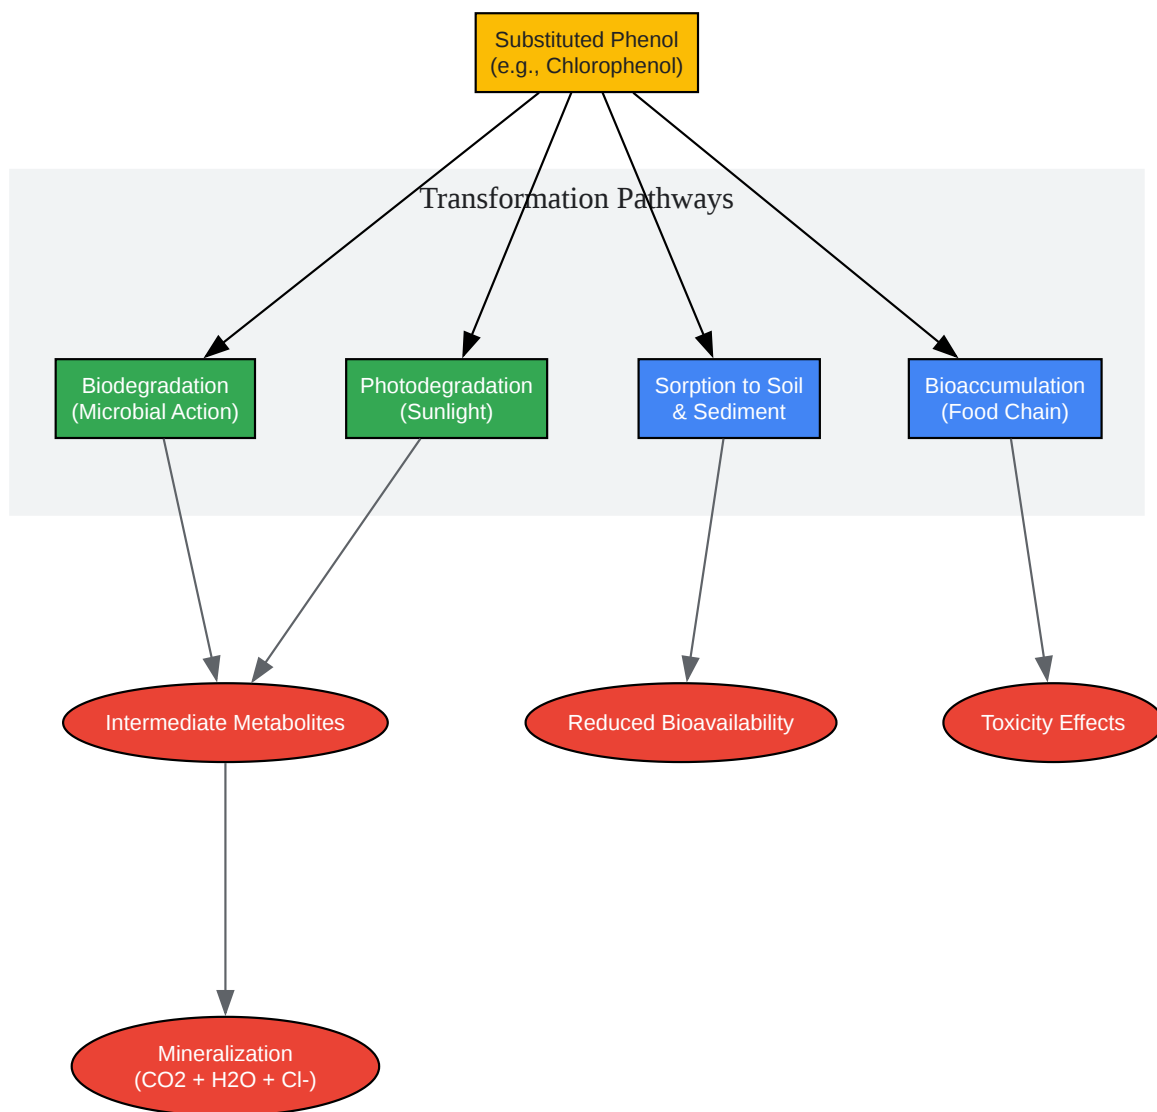 Substituted Phenol
(e.g., Chlorophenol)
Transformation Pathways
Biodegradation
(Microbial Action)
Photodegradation
(Sunlight)
Sorption to Soil
& Sediment
Bioaccumulation
(Food Chain)
Intermediate Metabolites
Reduced Bioavailability
Toxicity Effects
Mineralization
(CO2 + H2O + Cl-)